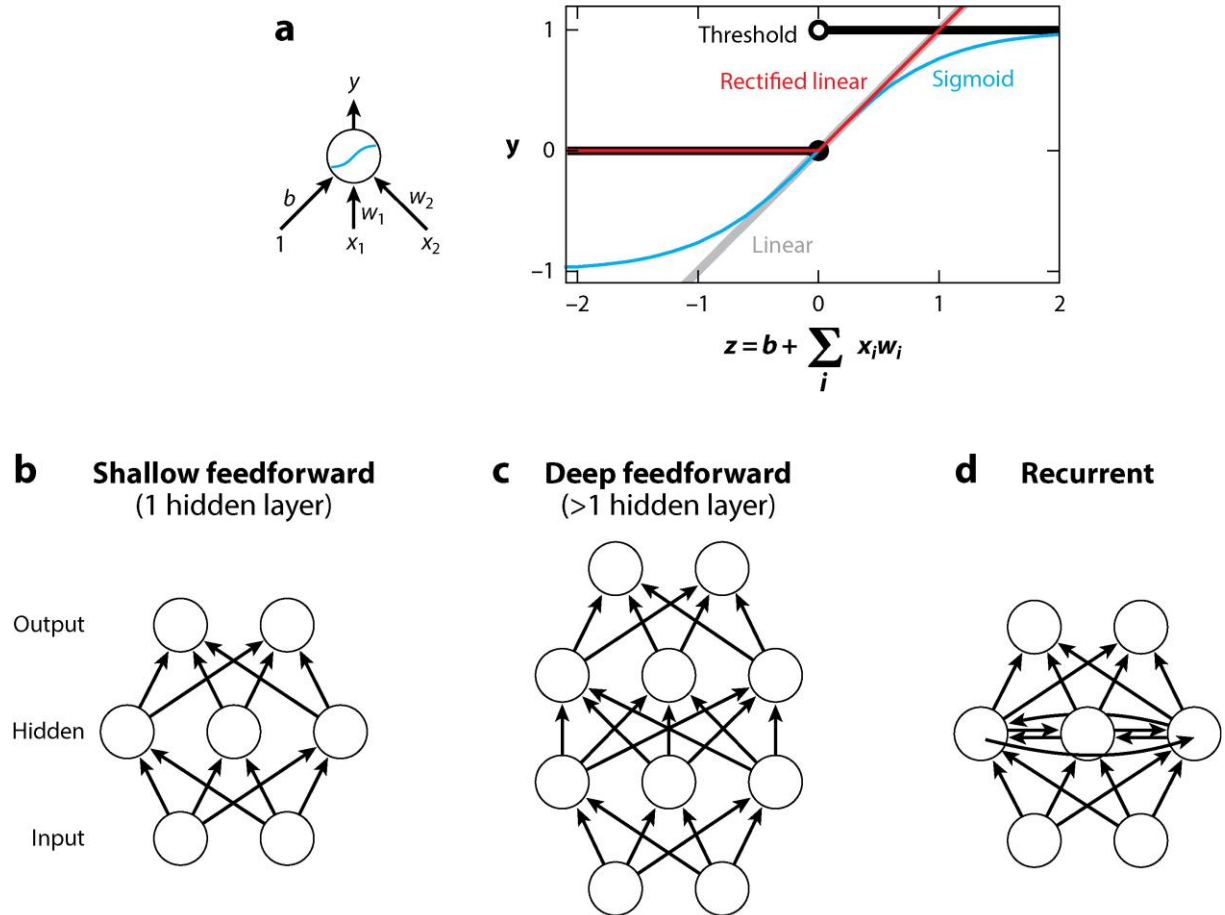 a
y
b
w1
w2
1
x1
x2
1
Threshold
Rectified linear
Sigmoid
y
0
Linear
−1
−2
−1
0
1
2
z = b + ∑ xiwi
i
b Shallow feedforward
(1 hidden layer)
c Deep feedforward
(>1 hidden layer)
d Recurrent
Output
Hidden
Input